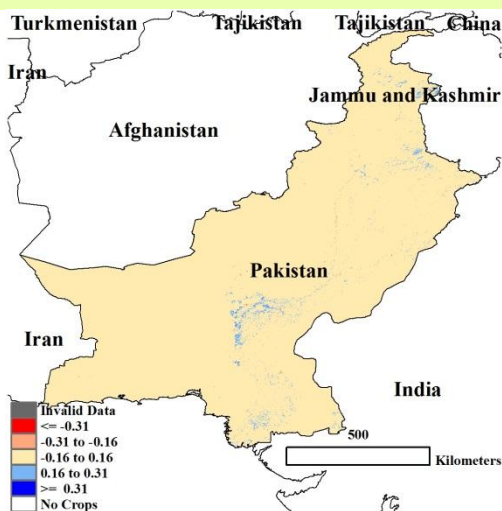 Turkmenistan Tajikistan Tajikistan China
Iran
Jammu and Kashmir
Afghanistan
Pakistan
Iran
India
Invalid Data
<= -0.31
-0.31 to -0.16
-0.16 to 0.16
0.16 to 0.31
>= 0.31
No Crops
500
Kilometers